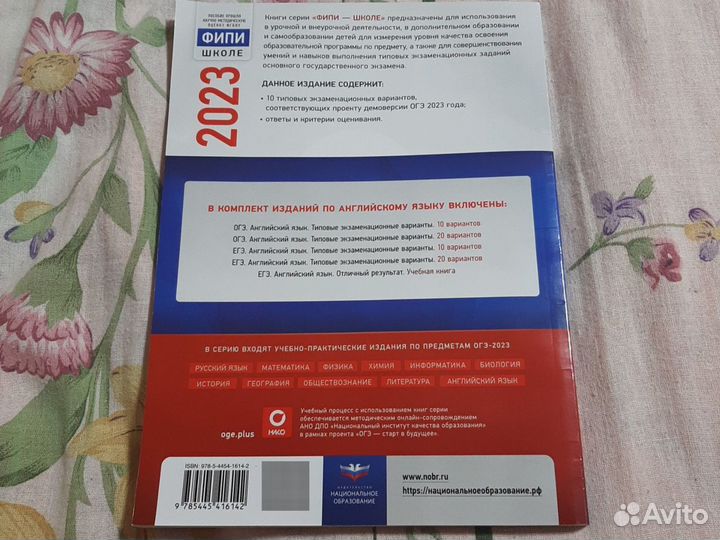 ПОСОБИЕ ПРОШЛО
НАУЧНО-МЕТОДИЧЕСКУЮ
ОЦЕНКУ ФГБНУ
ФИПИ
ШКОЛЕ
2023
Книги серии «ФИПИ — ШКОЛЕ» предназначены для использования
в урочной и внеурочной деятельности, в дополнительном образовании
и самообразовании детей для измерения уровня качества освоения
образовательной программы по предмету, а также для совершенствования
умений и навыков выполнения типовых экзаменационных заданий
основного государственного экзамена.
ДАННОЕ ИЗДАНИЕ СОДЕРЖИТ:
• 10 типовых экзаменационных вариантов,
соответствующих проекту демоверсии ОГЭ 2023 года;
• ответы и критерии оценивания.
В КОМПЛЕКТ ИЗДАНИЙ ПО АНГЛИЙСКОМУ ЯЗЫКУ ВКЛЮЧЕНЫ:
ОГЭ. Английский язык. Типовые экзаменационные варианты. 10 вариантов
ОГЭ. Английский язык. Типовые экзаменационные варианты. 20 вариантов
ЕГЭ. Английский язык. Типовые экзаменационные варианты. 10 вариантов
ЕГЭ. Английский язык. Типовые экзаменационные варианты. 20 вариантов
ЕГЭ. Английский язык. Отличный результат. Учебная книга
В СЕРИЮ ВХОДЯТ УЧЕБНО-ПРАКТИЧЕСКИЕ ИЗДАНИЯ ПО ПРЕДМЕТАМ ОГЭ-2023
РУССКИЙ ЯЗЫК МАТЕМАТИКА ФИЗИКА ХИМИЯ ИНФОРМАТИКА БИОЛОГИЯ
ИСТОРИЯ ГЕОГРАФИЯ ОБЩЕСТВОЗНАНИЕ ЛИТЕРАТУРА АНГЛИЙСКИЙ ЯЗЫК
oge.plus
НИКО
Учебный процесс с использованием книг серии
обеспечивается методическим онлайн-сопровождением
АНО ДПО «Национальный институт качества образования»
в рамках проекта «ОГЭ — старт в будущее».
ISBN: 978-5-4454-1614-2
9 785445 416142
ИЗДАТЕЛЬСТВО
НАЦИОНАЛЬНОЕ
ОБРАЗОВАНИЕ
www.nobr.ru
https://национальноеобразование.рф
Avito